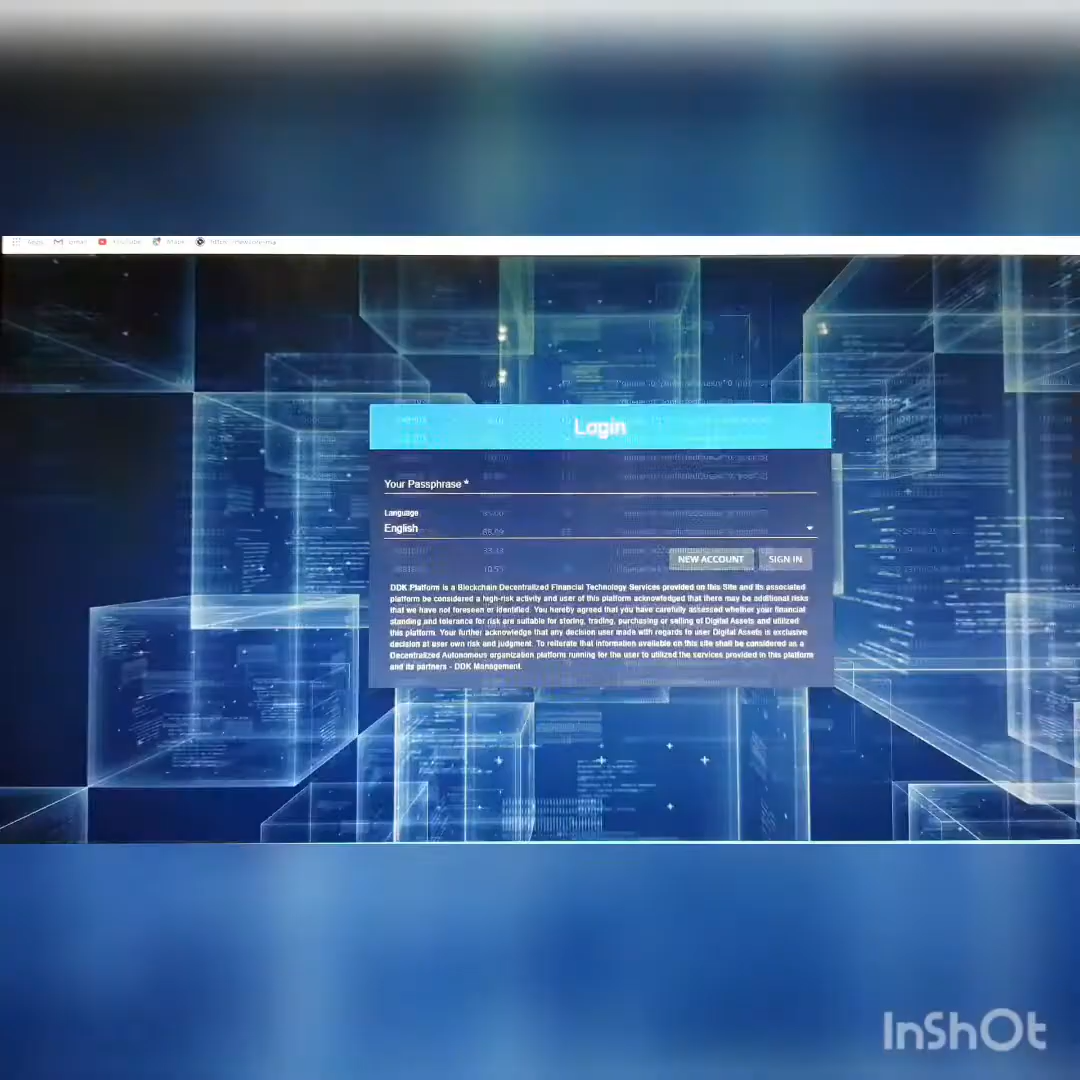 Apps Gmail YouTube Maps
Login
Your Passphrase *
Language
English
NEW ACCOUNT SIGN IN
DDK Platform is a Blockchain Decentralized Financial Technology Services provided on this Site and its associated
platform be considered a high-risk activity and user of this platform acknowledged that there may be additional risks
that we have not foreseen or identified. You hereby agreed that you have carefully assessed whether your financial
standing and tolerance for risk are suitable for storing, trading, purchasing or selling of Digital Assets and utilized
this platform. Your further acknowledge that any decision user made with regards to user Digital Assets is exclusive
decision at user own risk and judgment. To reiterate that information available on this site shall be considered as a
Decentralized Autonomous organization platform running for the user to utilized the services provided in this platform
and its partners - DDK Management.
InShOt